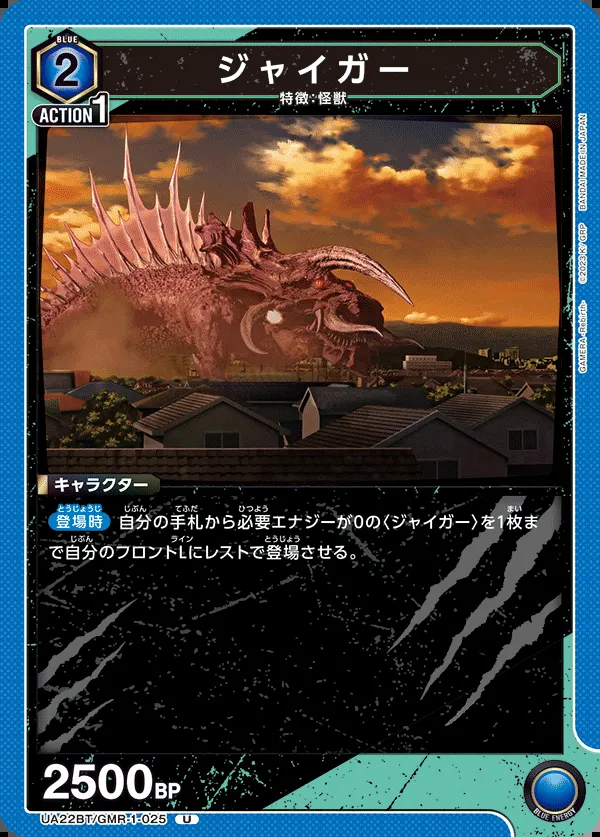 BLUE
2
ACTION 1
ジャイガー
特徴:怪獣
GAMERA -Rebirth- ©2023 K/ GRP BANDAI MADE IN JAPAN
キャラクター
登場時 自分の手札から必要エナジーが0の〈ジャイガー〉を1枚ま
で自分のフロントLにレストで登場させる。
2500BP
UA22BT/GMR-1-025 U
BLUE ENERGY